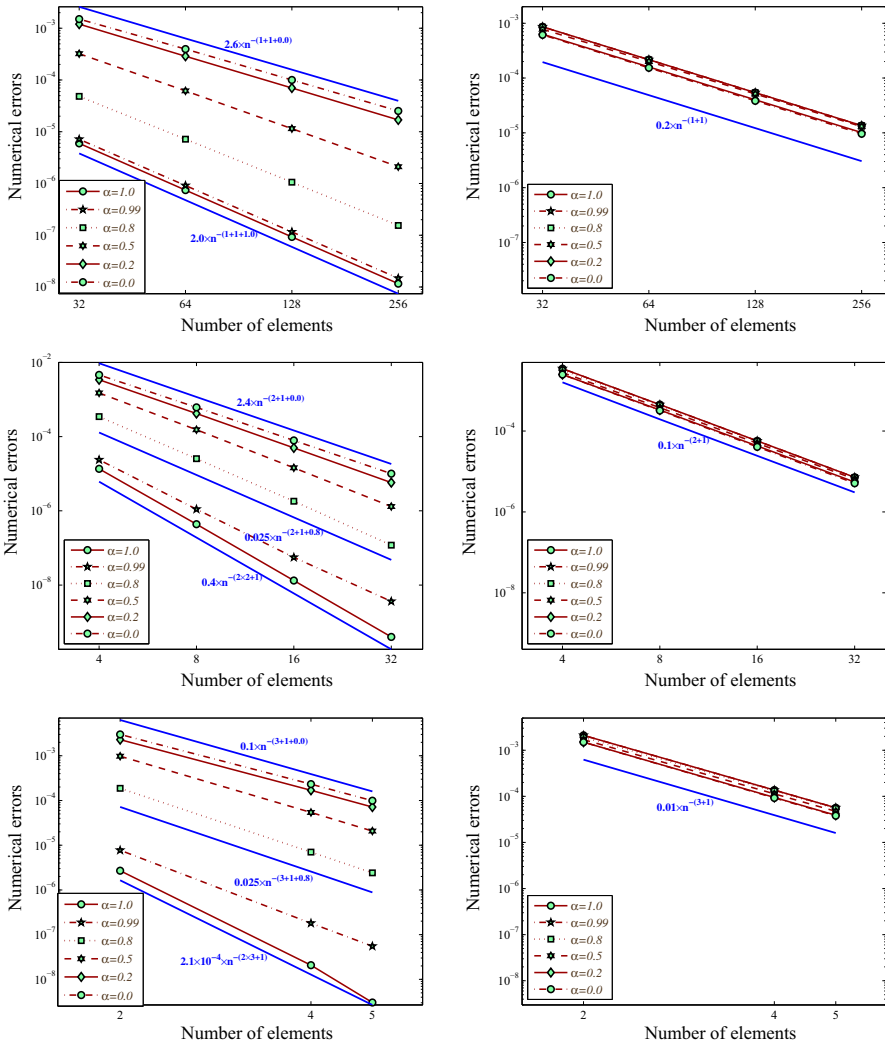 10⁻³
10⁻⁴
10⁻⁵
10⁻⁶
10⁻⁷
10⁻⁸
Numerical errors
2.6×n⁻⁽¹⁺¹⁺⁰·⁰⁾
2.0×n⁻⁽¹⁺¹⁺¹·⁰⁾
α=1.0
α=0.99
α=0.8
α=0.5
α=0.2
α=0.0
32 64 128 256
Number of elements
10⁻³
10⁻⁴
10⁻⁵
10⁻⁶
10⁻⁷
Numerical errors
0.2×n⁻⁽¹⁺¹⁾
α=1.0
α=0.99
α=0.8
α=0.5
α=0.2
α=0.0
32 64 128 256
Number of elements
10⁻²
10⁻⁴
10⁻⁶
10⁻⁸
Numerical errors
2.4×n⁻⁽²⁺¹⁺⁰·⁰⁾
0.025×n⁻⁽²⁺¹⁺⁰·⁸⁾
0.4×n⁻⁽²ˣ²⁺¹⁾
α=1.0
α=0.99
α=0.8
α=0.5
α=0.2
α=0.0
4 8 16 32
Number of elements
10⁻⁴
10⁻⁶
10⁻⁸
Numerical errors
0.1×n⁻⁽²⁺¹⁾
α=1.0
α=0.99
α=0.8
α=0.5
α=0.2
α=0.0
4 8 16 32
Number of elements
10⁻³
10⁻⁴
10⁻⁵
10⁻⁶
10⁻⁷
10⁻⁸
Numerical errors
0.1×n⁻⁽³⁺¹⁺⁰·⁰⁾
0.025×n⁻⁽³⁺¹⁺⁰·⁸⁾
2.1×10⁻⁴×n⁻⁽²ˣ³⁺¹⁾
α=1.0
α=0.99
α=0.8
α=0.5
α=0.2
α=0.0
2 4 5
Number of elements
10⁻³
10⁻⁴
10⁻⁵
10⁻⁶
10⁻⁷
10⁻⁸
Numerical errors
0.01×n⁻⁽³⁺¹⁾
α=1.0
α=0.99
α=0.8
α=0.5
α=0.2
α=0.0
2 4 5
Number of elements